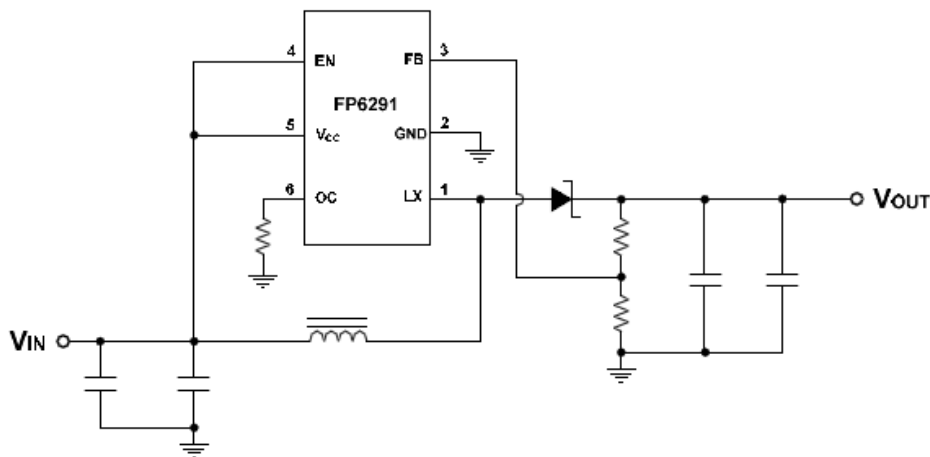 4 EN FB 3
FP6291
5 Vcc GND 2
6 OC LX 1
VOUT
VIN